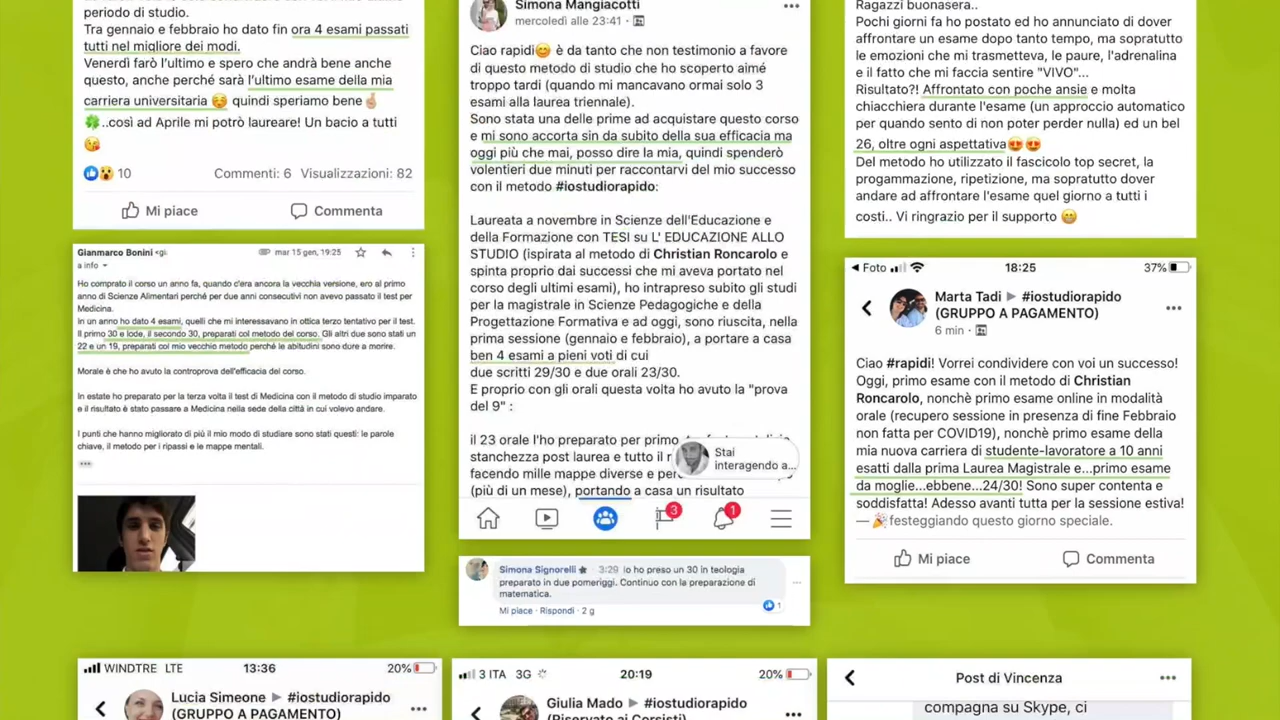 periodo di studio.
Tra gennaio e febbraio ho dato fin ora 4 esami passati
tutti nel migliore dei modi.
Venerdì farò l'ultimo e spero che andrà bene anche
questo, anche perché sarà l'ultimo esame della mia
carriera universitaria ☺️ quindi speriamo bene🤞🏼
🍀..così ad Aprile mi potrò laureare! Un bacio a tutti
😘
10 Commenti: 6 Visualizzazioni: 82
Mi piace Commenta
Gianmarco Bonini mar 15 gen, 19:25
a info
Ho comprato il corso un anno fa, quando c'era ancora la vecchia versione, ero al primo
anno di Scienze Alimentari perché per due anni consecutivi non avevo passato il test per
Medicina.
In un anno ho dato 4 esami, quelli che mi interessavano in ottica terzo tentativo per il test.
Il primo 30 e lode, il secondo 30, preparati col metodo del corso. Gli altri due sono stati un
22 e un 19, preparati col mio vecchio metodo perché le abitudini sono dure a morire.
Morale è che ho avuto la controprova dell'efficacia del corso.
In estate ho preparato per la terza volta il test di Medicina con il metodo di studio imparato
e il risultato è stato passare a Medicina nella sede della città in cui volevo andare.
I punti che hanno migliorato di più il mio modo di studiare sono stati questi: le parole
chiave, il metodo per i ripassi e le mappe mentali.
Simona Mangiacotti
mercoledì alle 23:41
Ciao rapidi😊 è da tanto che non testimonio a favore
di questo metodo di studio che ho scoperto aimé
troppo tardi (quando mi mancavano ormai solo 3
esami alla laurea triennale).
Sono stata una delle prime ad acquistare questo corso
e mi sono accorta sin da subito della sua efficacia ma
oggi più che mai, posso dire la mia, quindi spenderò
volentieri due minuti per raccontarvi del mio successo
con il metodo #iostudiorapido:
Laureata a novembre in Scienze dell'Educazione e
della Formazione con TESI su L' EDUCAZIONE ALLO
STUDIO (ispirata al metodo di Christian Roncarolo e
spinta proprio dai successi che mi aveva portato nel
corso degli ultimi esami), ho intrapreso subito gli studi
per la magistrale in Scienze Pedagogiche e della
Progettazione Formativa e ad oggi, sono riuscita, nella
prima sessione (gennaio e febbraio), a portare a casa
ben 4 esami a pieni voti di cui
due scritti 29/30 e due orali 23/30.
E proprio con gli orali questa volta ho avuto la "prova
del 9" :
il 23 orale l'ho preparato per primo
stanchezza post laurea e tutto il
facendo mille mappe diverse e
(più di un mese), portando a casa un risultato
Stai
interagendo a...
3
1
Simona Signorelli 3:29 Io ho preso un 30 in teologia
preparato in due pomeriggi. Continuo con la preparazione di
matematica.
Mi piace · Rispondi · 2 g 1
Ragazzi buonasera..
Pochi giorni fa ho postato ed ho annunciato di dover
affrontare un esame dopo tanto tempo, ma sopratutto
le emozioni che mi trasmetteva, le paure, l'adrenalina
e il fatto che mi faccia sentire "VIVO"...
Risultato?! Affrontato con poche ansie e molta
chiacchiera durante l'esame (un approccio automatico
per quando sento di non poter perder nulla) ed un bel
26, oltre ogni aspettativa😍😍
Del metodo ho utilizzato il fascicolo top secret, la
progammazione, ripetizione, ma sopratutto dover
andare ad affrontare l'esame quel giorno a tutti i
costi.. Vi ringrazio per il supporto 😁
Foto 18:25 37%
Marta Tadi ▶ #iostudiorapido
(GRUPPO A PAGAMENTO)
6 min
Ciao #rapidi! Vorrei condividere con voi un successo!
Oggi, primo esame con il metodo di Christian
Roncarolo, nonchè primo esame online in modalità
orale (recupero sessione in presenza di fine Febbraio
non fatta per COVID19), nonchè primo esame della
mia nuova carriera di studente-lavoratore a 10 anni
esatti dalla prima Laurea Magistrale e...primo esame
da moglie...ebbene...24/30! Sono super contenta e
soddisfatta! Adesso avanti tutta per la sessione estiva!
— 🎉festeggiando questo giorno speciale.
Mi piace Commenta
WINDTRE LTE 13:36 20%
Lucia Simeone ▶ #iostudiorapido
(GRUPPO A PAGAMENTO)
3 ITA 3G 20:19 20%
Giulia Mado ▶ #iostudiorapido
(Riservato ai Corsisti)
Post di Vincenza
compagna su Skype, ci